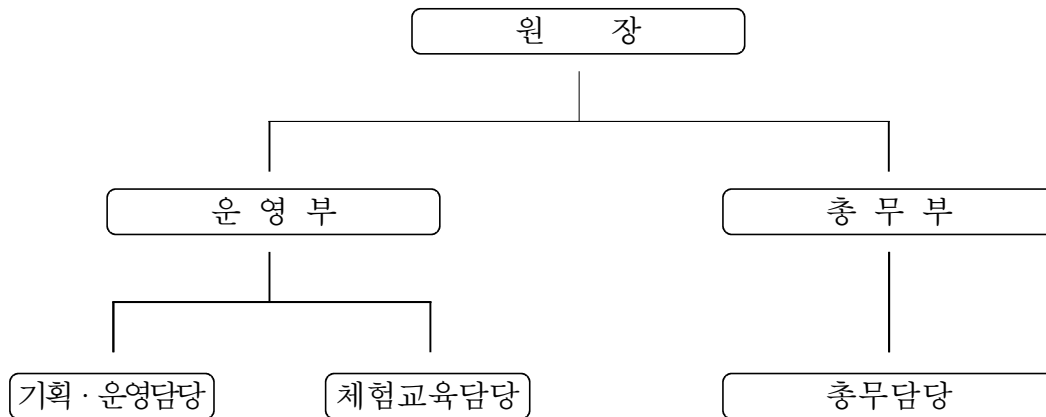 원 장
운 영 부
총 무 부
기획 · 운영담당
체험교육담당
총무담당